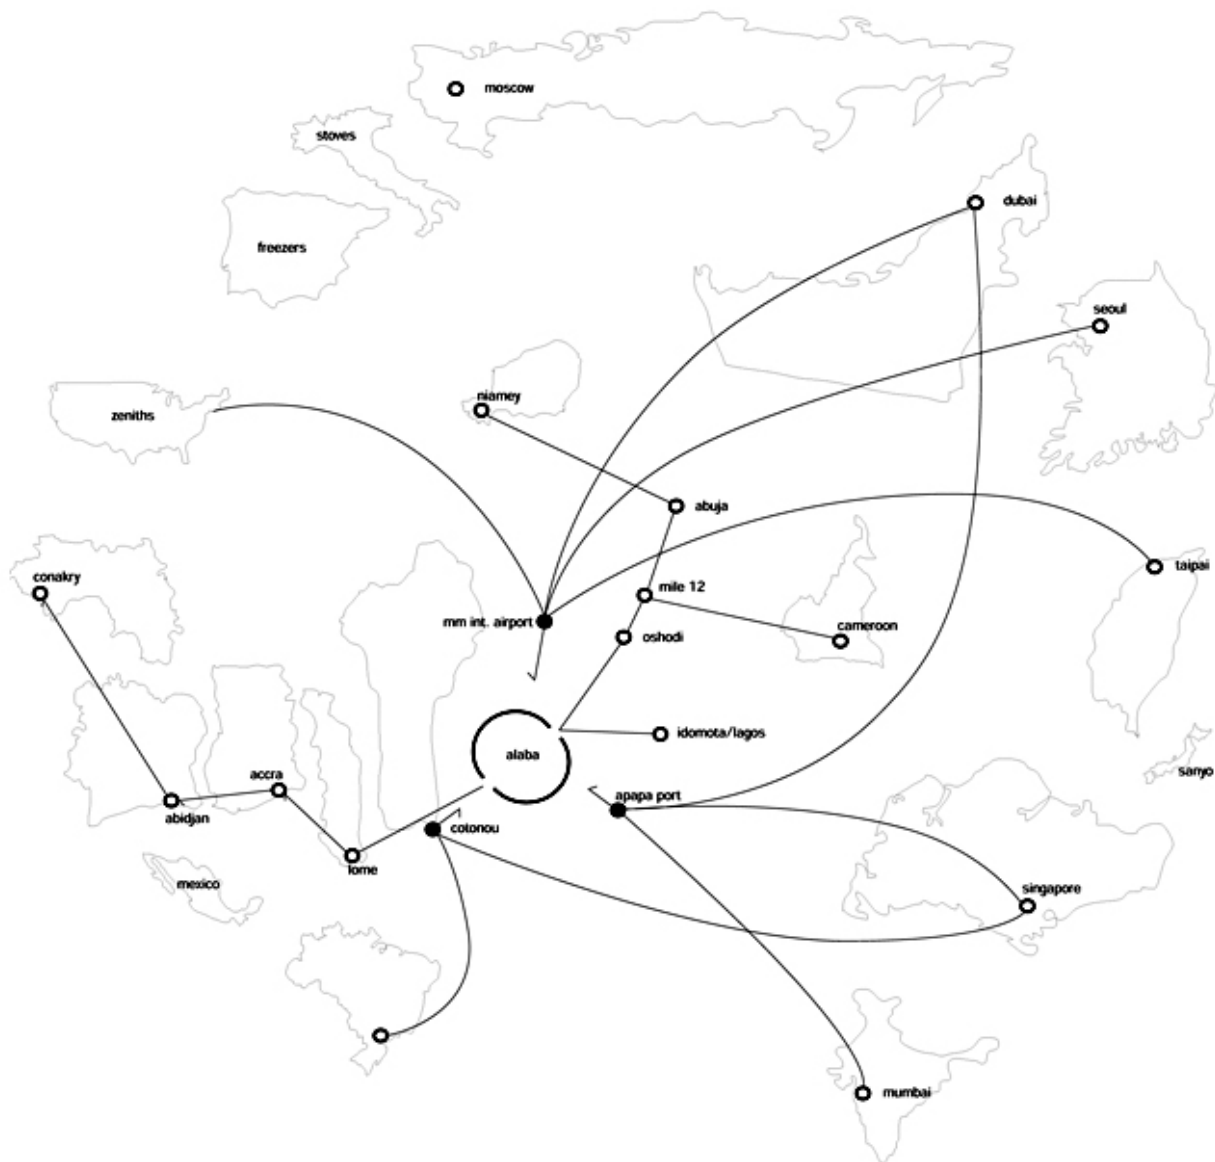 moscow
stoves
dubai
freezers
seoul
niamey
zeniths
abuja
taipai
conakry
mile 12
mm int. airport
cameroon
oshodi
idomota/lagos
alaba
sanyo
accra
apapa port
abidjan
cotonou
lome
mexico
singapore
mumbai